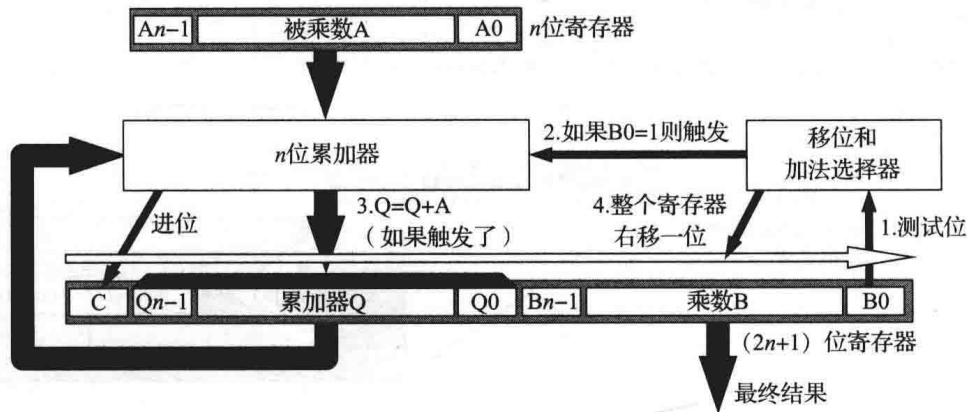 An-1 被乘数A A0 n位寄存器
n位累加器
2.如果B0=1则触发
移位和
加法选择器
进位
3.Q=Q+A
（如果触发了）
4.整个寄存器
右移一位
1.测试位
C Qn-1 累加器Q Q0 Bn-1 乘数B B0
（2n+1）位寄存器
最终结果